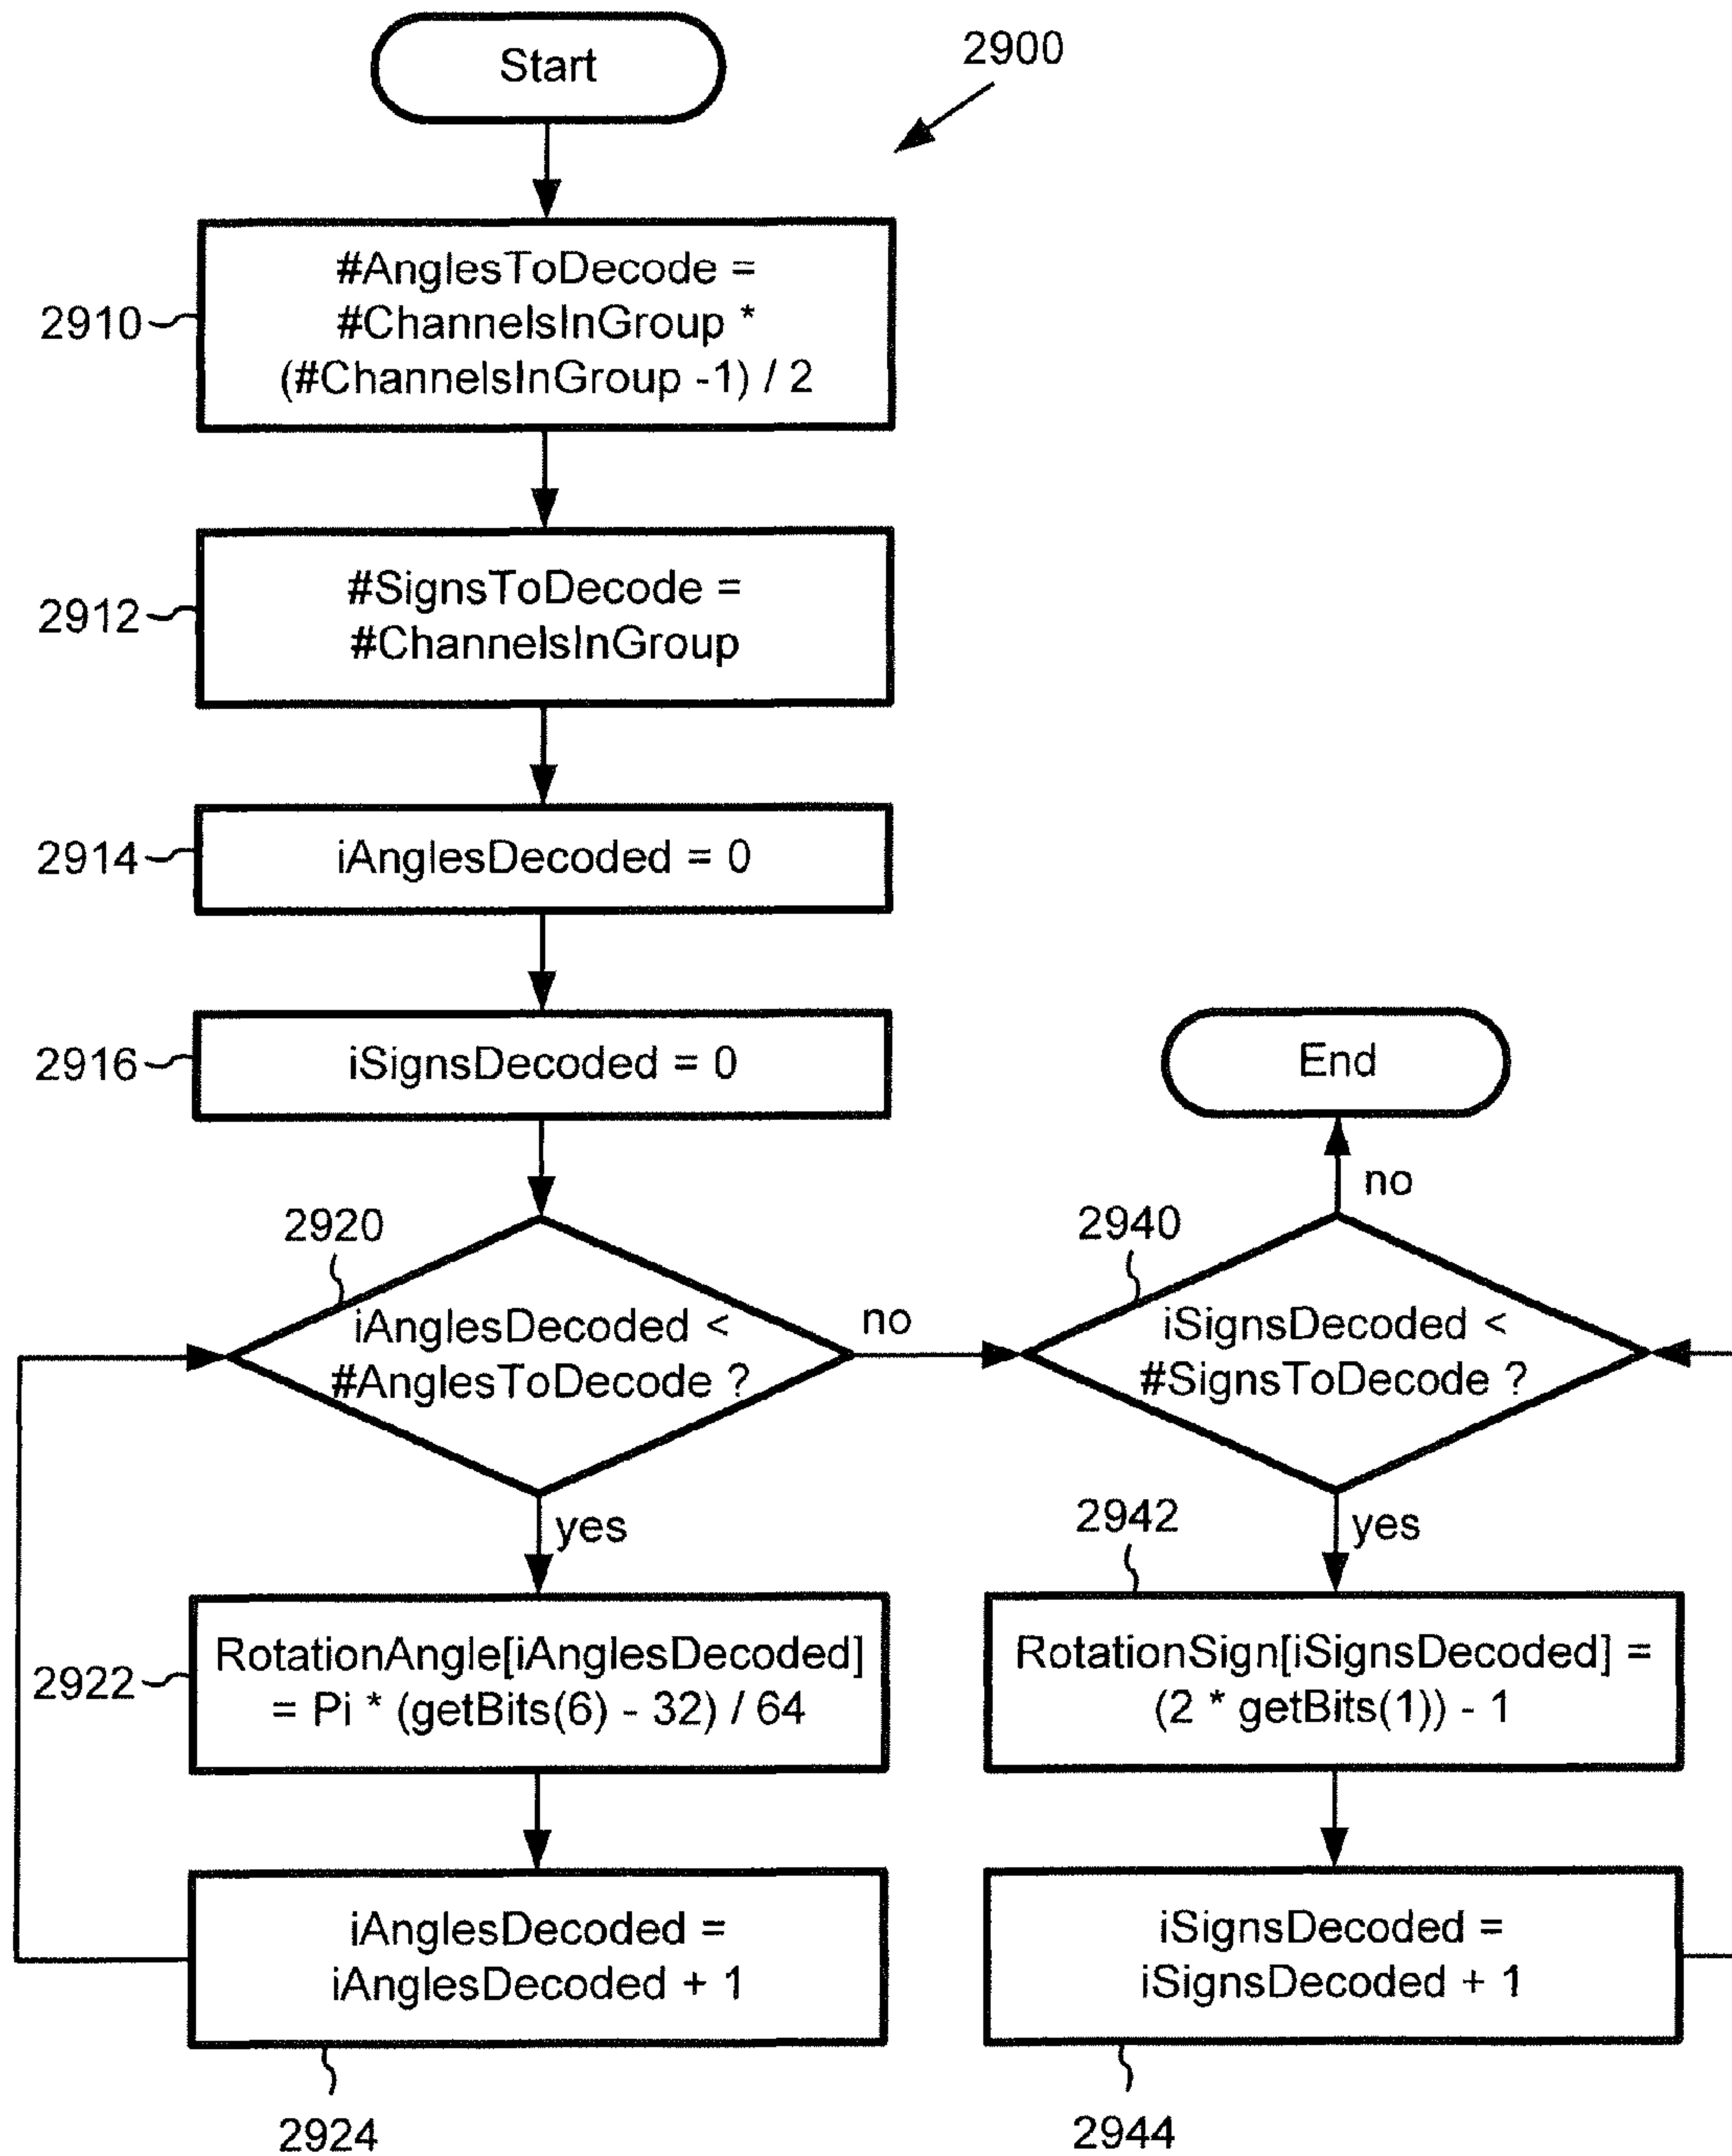 Start
2900
2910
#AnglesToDecode =
#ChannelsInGroup *
(#ChannelsInGroup -1) / 2
2912
#SignsToDecode =
#ChannelsInGroup
2914
iAnglesDecoded = 0
2916
iSignsDecoded = 0
End
no
2920
iAnglesDecoded <
#AnglesToDecode ?
no
2940
iSignsDecoded <
#SignsToDecode ?
yes
2922
RotationAngle[iAnglesDecoded]
= Pi * (getBits(6) - 32) / 64
2942
yes
RotationSign[iSignsDecoded] =
(2 * getBits(1)) - 1
iAnglesDecoded =
iAnglesDecoded + 1
2924
iSignsDecoded =
iSignsDecoded + 1
2944